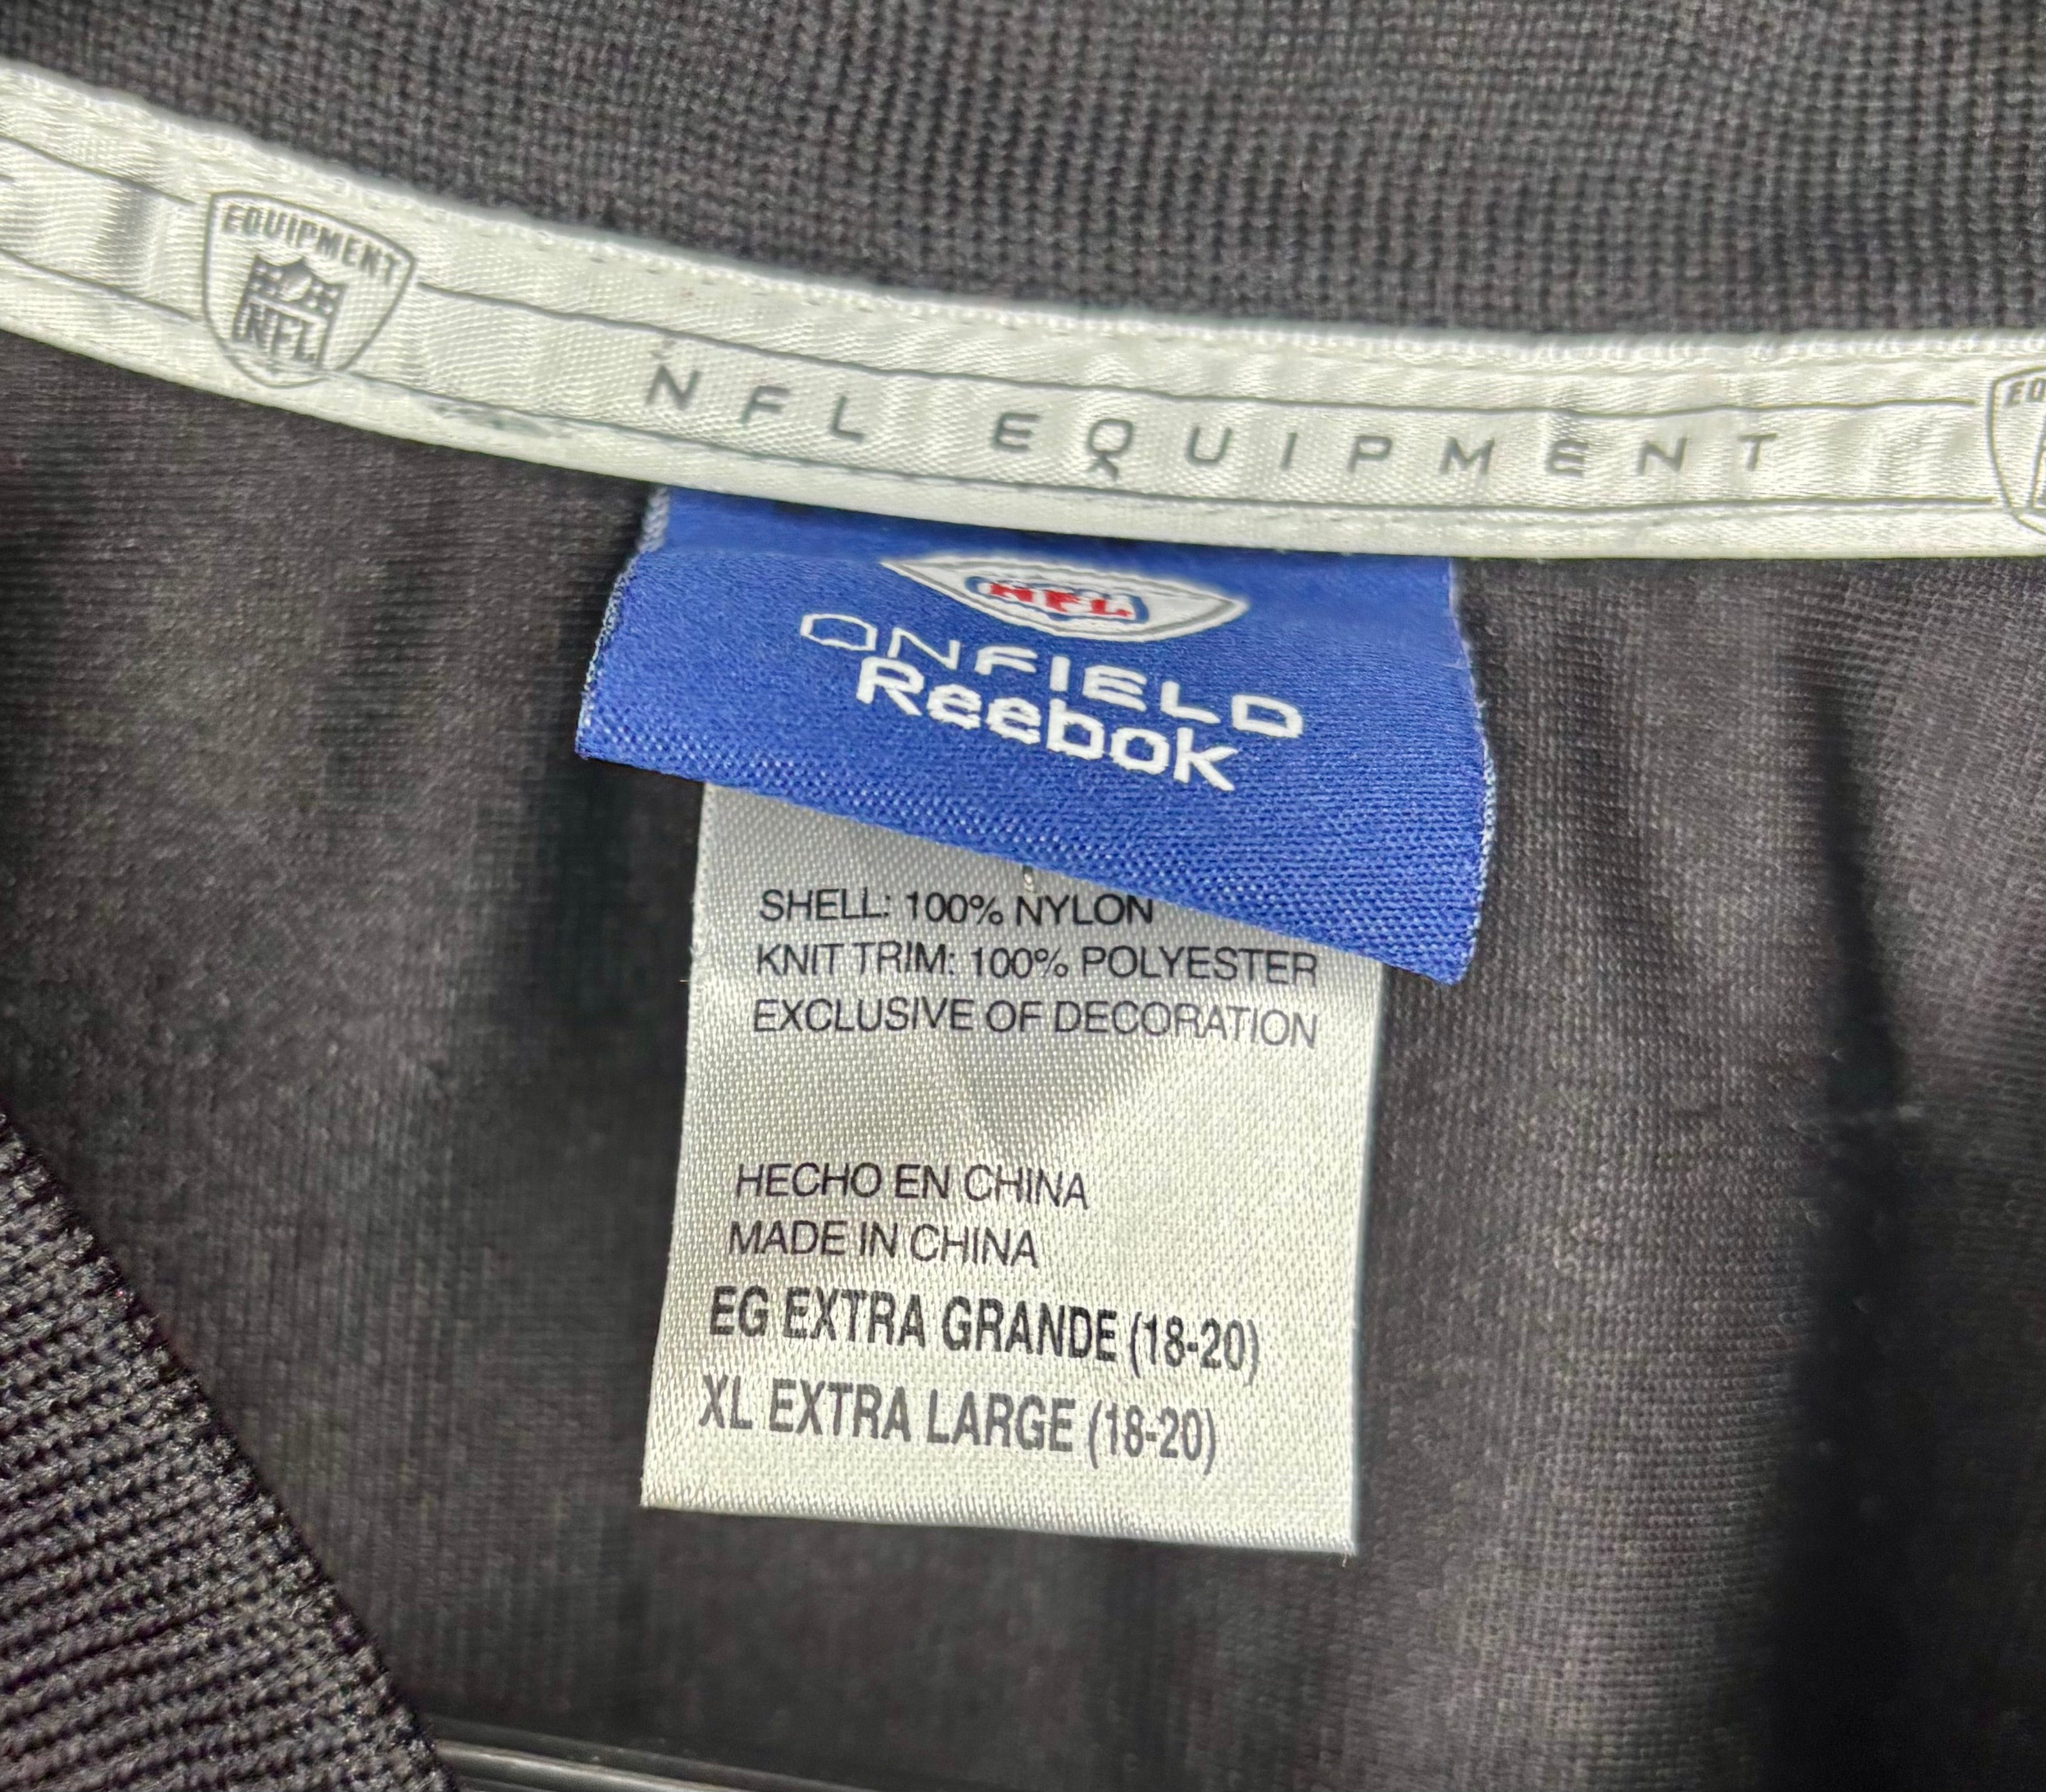 EQUIPMENT
NFL
NFL EQUIPMENT
NFL
ONFIELD
Reebok
SHELL: 100% NYLON
KNIT TRIM: 100% POLYESTER
EXCLUSIVE OF DECORATION
HECHO EN CHINA
MADE IN CHINA
EG EXTRA GRANDE (18-20)
XL EXTRA LARGE (18-20)